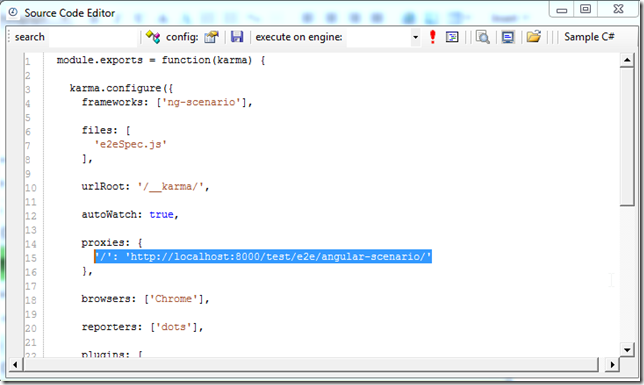 Source Code Editor
search config: execute on engine: Sample C#
1 module.exports = function(karma) {
2
3 karma.configure({
4 frameworks: ['ng-scenario'],
5
6 files: [
7 'e2eSpec.js'
8 ],
9
10 urlRoot: '/__karma/',
11
12 autoWatch: true,
13
14 proxies: {
15 '/': 'http://localhost:8000/test/e2e/angular-scenario/'
16 },
17
18 browsers: ['Chrome'],
19
20 reporters: ['dots'],
21
22 plugins: [